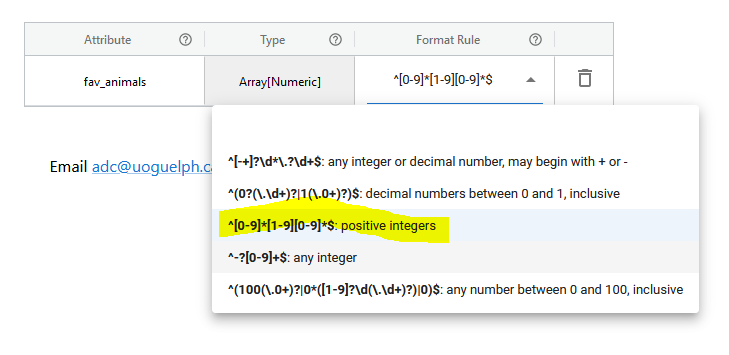 Attribute ? Type ? Format Rule ?
fav_animals Array[Numeric] ^[0-9]*[1-9][0-9]*$
Email adc@uoguelph.ca
^[-+]?\d*\.?\d+$: any integer or decimal number, may begin with + or -
^(0?(\.\d+)?|1(\.0+)?)$: decimal numbers between 0 and 1, inclusive
^[0-9]*[1-9][0-9]*$: positive integers
^-?[0-9]+$: any integer
^(100(\.0+)?|0*([1-9]?\d(\.\d+)?)|0)$: any number between 0 and 100, inclusive